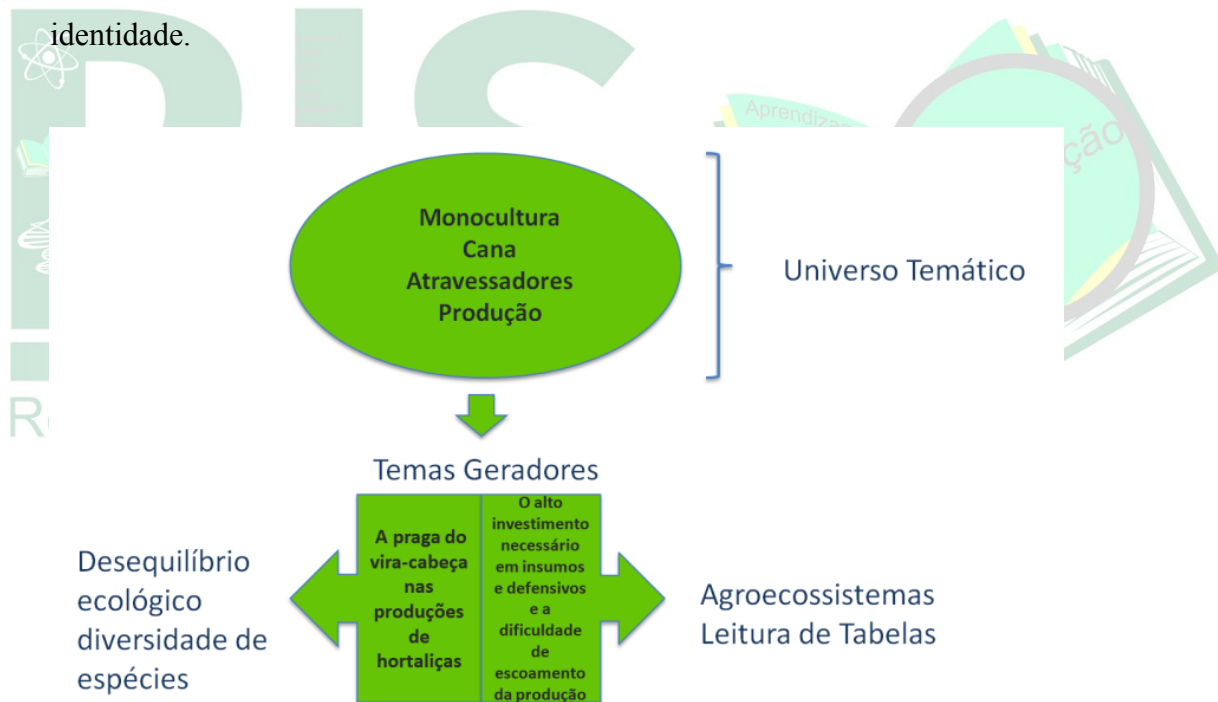 identidade.
Monocultura
Cana
Atravessadores
Produção
Universo Temático
Temas Geradores
A praga do
vira-cabeça
nas
produções
de
hortaliças
O alto
investimento
necessário
em insumos
e defensivos
e a
dificuldade
de
escoamento
da produção
Desequilíbrio
ecológico
diversidade de
espécies
Agroecossistemas
Leitura de Tabelas